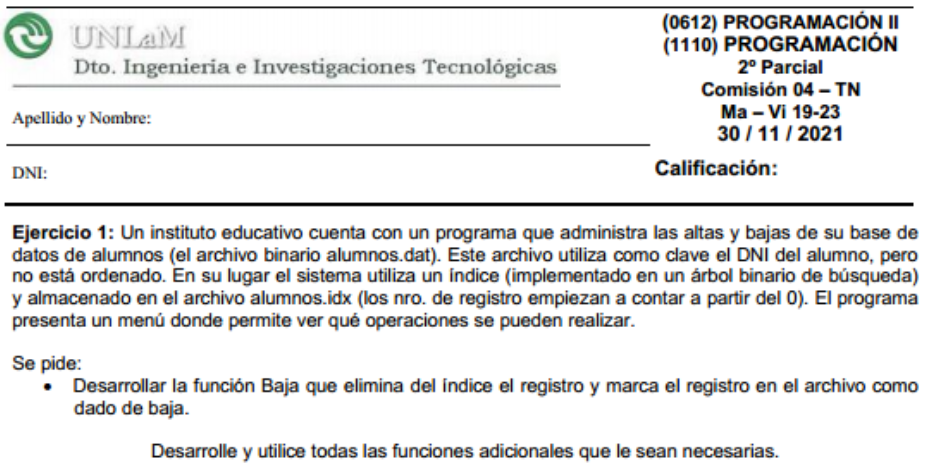 UNLaM
Dto. Ingeniería e Investigaciones Tecnológicas
Apellido y Nombre:
DNI:
(0612) PROGRAMACIÓN II
(1110) PROGRAMACIÓN
2º Parcial
Comisión 04 – TN
Ma – Vi 19-23
30 / 11 / 2021
Calificación:
Ejercicio 1: Un instituto educativo cuenta con un programa que administra las altas y bajas de su base de
datos de alumnos (el archivo binario alumnos.dat). Este archivo utiliza como clave el DNI del alumno, pero
no está ordenado. En su lugar el sistema utiliza un índice (implementado en un árbol binario de búsqueda)
y almacenado en el archivo alumnos.idx (los nro. de registro empiezan a contar a partir del 0). El programa
presenta un menú donde permite ver qué operaciones se pueden realizar.
Se pide:
• Desarrollar la función Baja que elimina del índice el registro y marca el registro en el archivo como
dado de baja.
Desarrolle y utilice todas las funciones adicionales que le sean necesarias.